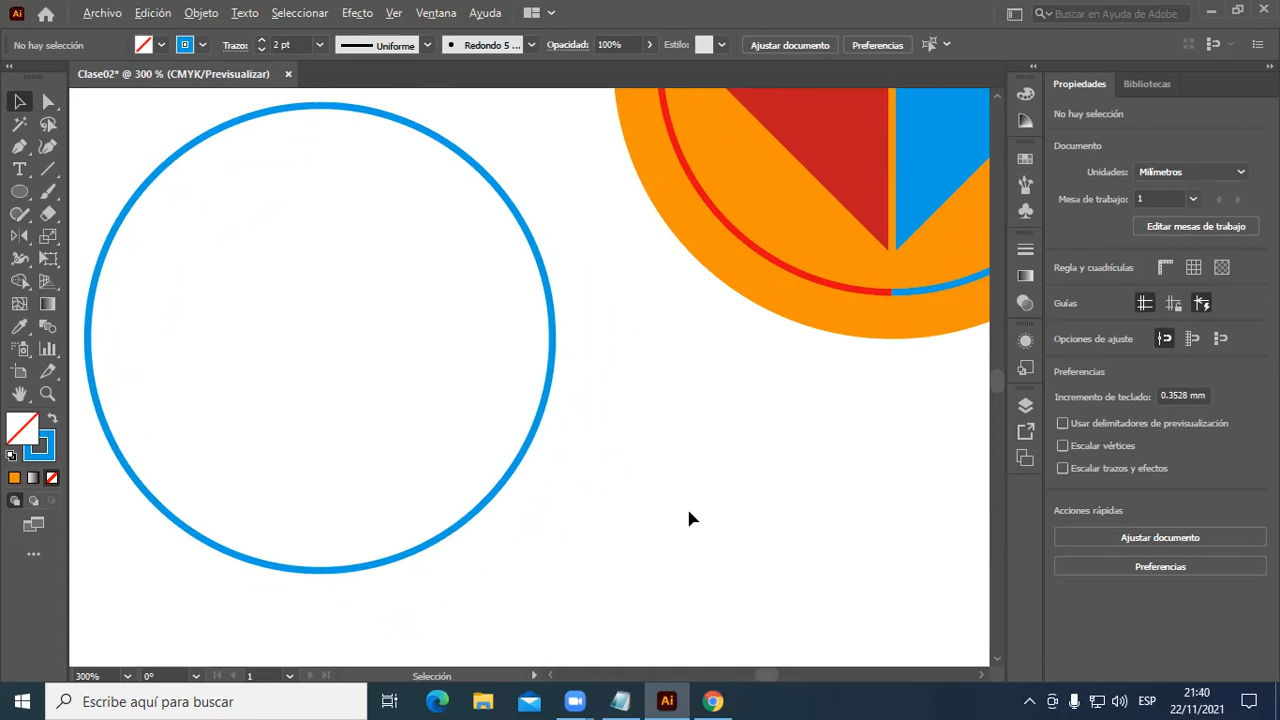 Ai Archivo Edición Objeto Texto Seleccionar Efecto Ver Ventana Ayuda Buscar en Ayuda de Adobe
No hay selección Trazo: 2 pt Uniforme Redondo 5 ... Opacidad: 100% Estilo: Ajustar documento Preferencias
Clase02* @ 300 % (CMYK/Previsualizar) ×
Propiedades Bibliotecas
No hay selección
Documento
Unidades: Milímetros
Mesa de trabajo: 1
Editar mesas de trabajo
Regla y cuadrículas
Guías
Opciones de ajuste
Preferencias
Incremento de teclado: 0.3528 mm
Usar delimitadores de previsualización
Escalar vértices
Escalar trazos y efectos
Acciones rápidas
Ajustar documento
Preferencias
300% 0° 1 Selección
Escribe aquí para buscar Ai ESP 21:40
22/11/2021